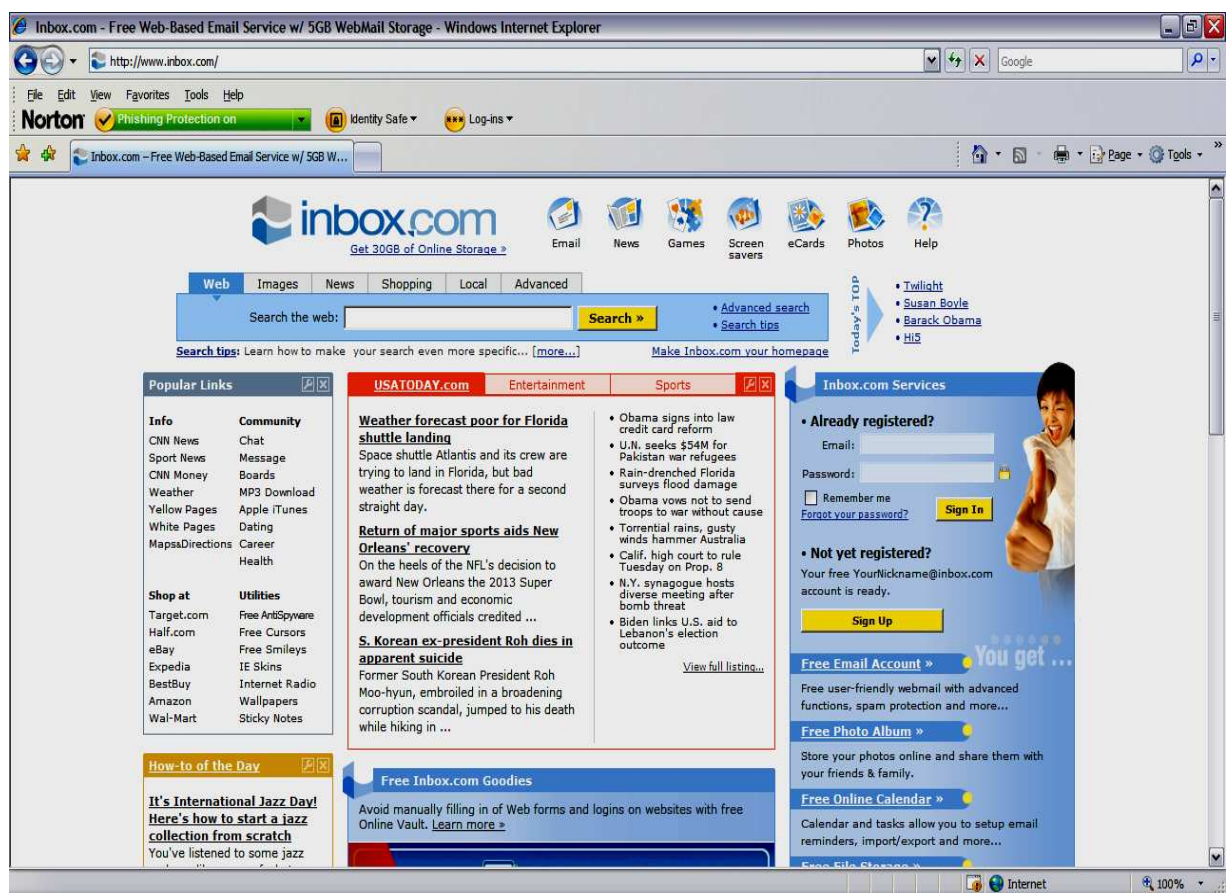 Inbox.com - Free Web-Based Email Service w/ 5GB WebMail Storage - Windows Internet Explorer
http://www.inbox.com/
Google
File Edit View Favorites Tools Help
Norton Phishing Protection on Identity Safe Log-ins
Inbox.com – Free Web-Based Email Service w/ 5GB W...
Page Tools
inbox.com
Get 30GB of Online Storage »
Email
News
Games
Screen
savers
eCards
Photos
Help
Web Images News Shopping Local Advanced
Search the web: Search »
• Advanced search
• Search tips
Search tips: Learn how to make your search even more specific... [more...]
Make Inbox.com your homepage
Today's TOP
• Twilight
• Susan Boyle
• Barack Obama
• Hi5
Popular Links
Info
CNN News
Sport News
CNN Money
Weather
Yellow Pages
White Pages
Maps&Directions
Community
Chat
Message
Boards
MP3 Download
Apple iTunes
Dating
Career
Health
Shop at
Target.com
Half.com
eBay
Expedia
BestBuy
Amazon
Wal-Mart
Utilities
Free AntiSpyware
Free Cursors
Free Smileys
IE Skins
Internet Radio
Wallpapers
Sticky Notes
How-to of the Day
It's International Jazz Day!
Here's how to start a jazz
collection from scratch
You've listened to some jazz
USATODAY.com Entertainment Sports
Weather forecast poor for Florida
shuttle landing
Space shuttle Atlantis and its crew are
trying to land in Florida, but bad
weather is forecast there for a second
straight day.
Return of major sports aids New
Orleans' recovery
On the heels of the NFL's decision to
award New Orleans the 2013 Super
Bowl, tourism and economic
development officials credited ...
S. Korean ex-president Roh dies in
apparent suicide
Former South Korean President Roh
Moo-hyun, embroiled in a broadening
corruption scandal, jumped to his death
while hiking in ...
• Obama signs into law
credit card reform
• U.N. seeks $54M for
Pakistan war refugees
• Rain-drenched Florida
surveys flood damage
• Obama vows not to send
troops to war without cause
• Torrential rains, gusty
winds hammer Australia
• Calif. high court to rule
Tuesday on Prop. 8
• N.Y. synagogue hosts
diverse meeting after
bomb threat
• Biden links U.S. aid to
Lebanon's election
outcome
View full listing...
Free Inbox.com Goodies
Avoid manually filling in of Web forms and logins on websites with free
Online Vault. Learn more »
Inbox.com Services
• Already registered?
Email:
Password:
Remember me
Forgot your password?
Sign In
• Not yet registered?
Your free YourNickname@inbox.com
account is ready.
Sign Up
You get ...
Free Email Account »
Free user-friendly webmail with advanced
functions, spam protection and more...
Free Photo Album »
Store your photos online and share them with
your friends & family.
Free Online Calendar »
Calendar and tasks allow you to setup email
reminders, import/export and more...
Free File Storage »
Internet 100%